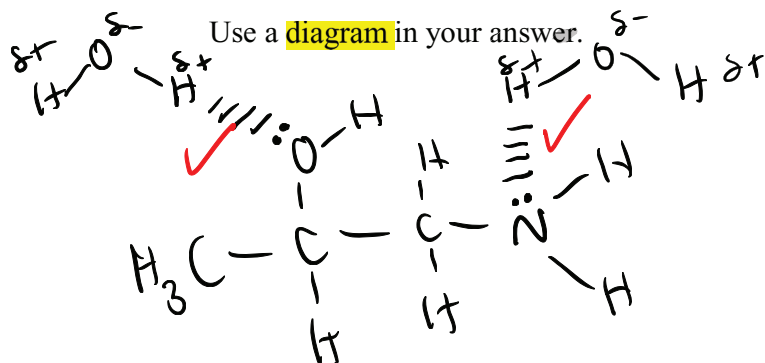 Use a diagram in your answer.
δ+ δ- δ+ δ-
H O H δ+ H O H δ+
O H H H
H₃C C C N
H H H